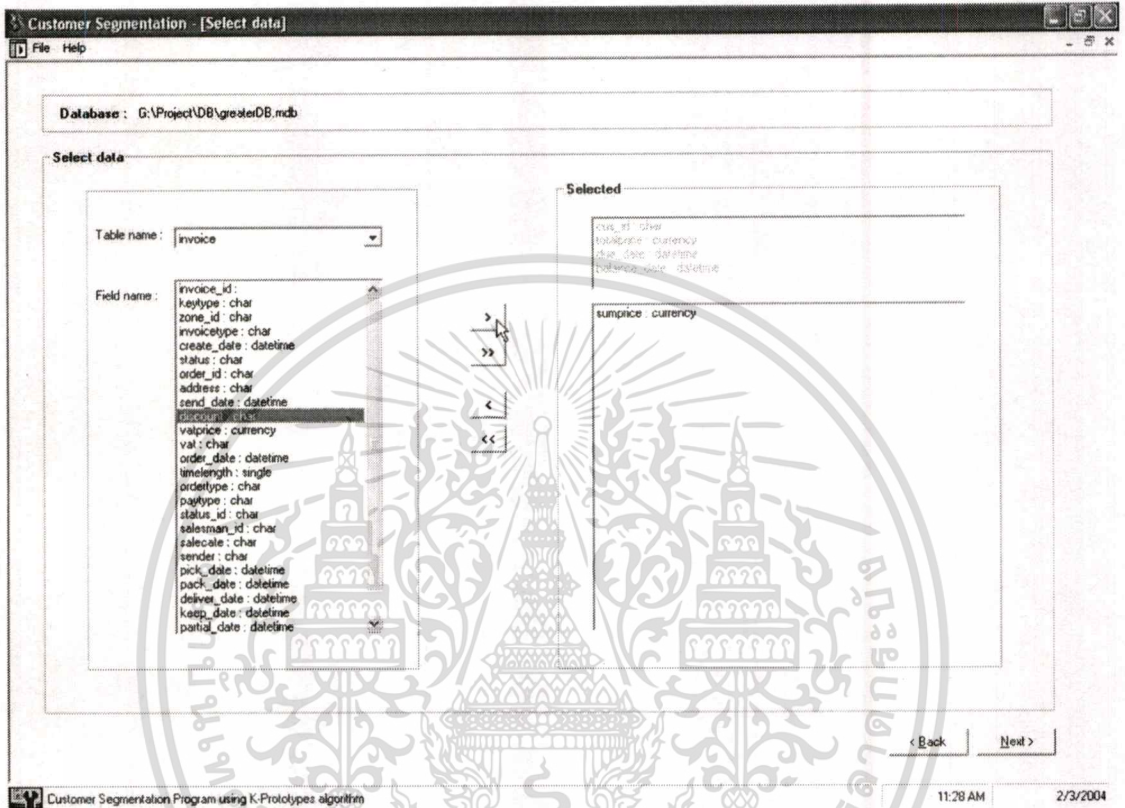 Customer Segmentation - [Select data]
File Help
Database : G:\Project\DB\greaterDB.mdb
Select data
Table name : invoice
Field name :
invoice_id :
keytype : char
zone_id : char
invoicetype : char
create_date : datetime
status : char
order_id : char
address : char
send_date : datetime
discount : char
vatprice : currency
vat : char
order_date : datetime
timelength : single
ordertype : char
paytype : char
status_id : char
salesman_id : char
salecate : char
sender : char
pick_date : datetime
pack_date : datetime
deliver_date : datetime
keep_date : datetime
partial_date : datetime
>
>>
<
<<
Selected
cus_id : char
totalprice : currency
due_date : datetime
balance_date : datetime
sumprice : currency
< Back
Next >
Customer Segmentation Program using K-Prototypes algorithm
11:28 AM
2/3/2004